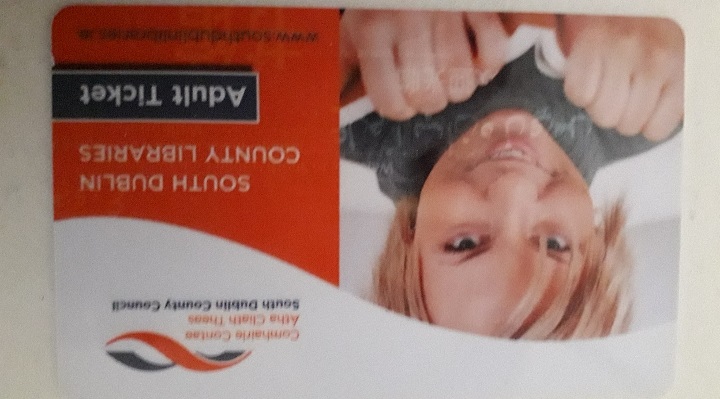 Comhairle Contae
Átha Cliath Theas
South Dublin County Council
SOUTH DUBLIN
COUNTY LIBRARIES
Adult Ticket
www.southdublinlibraries.ie